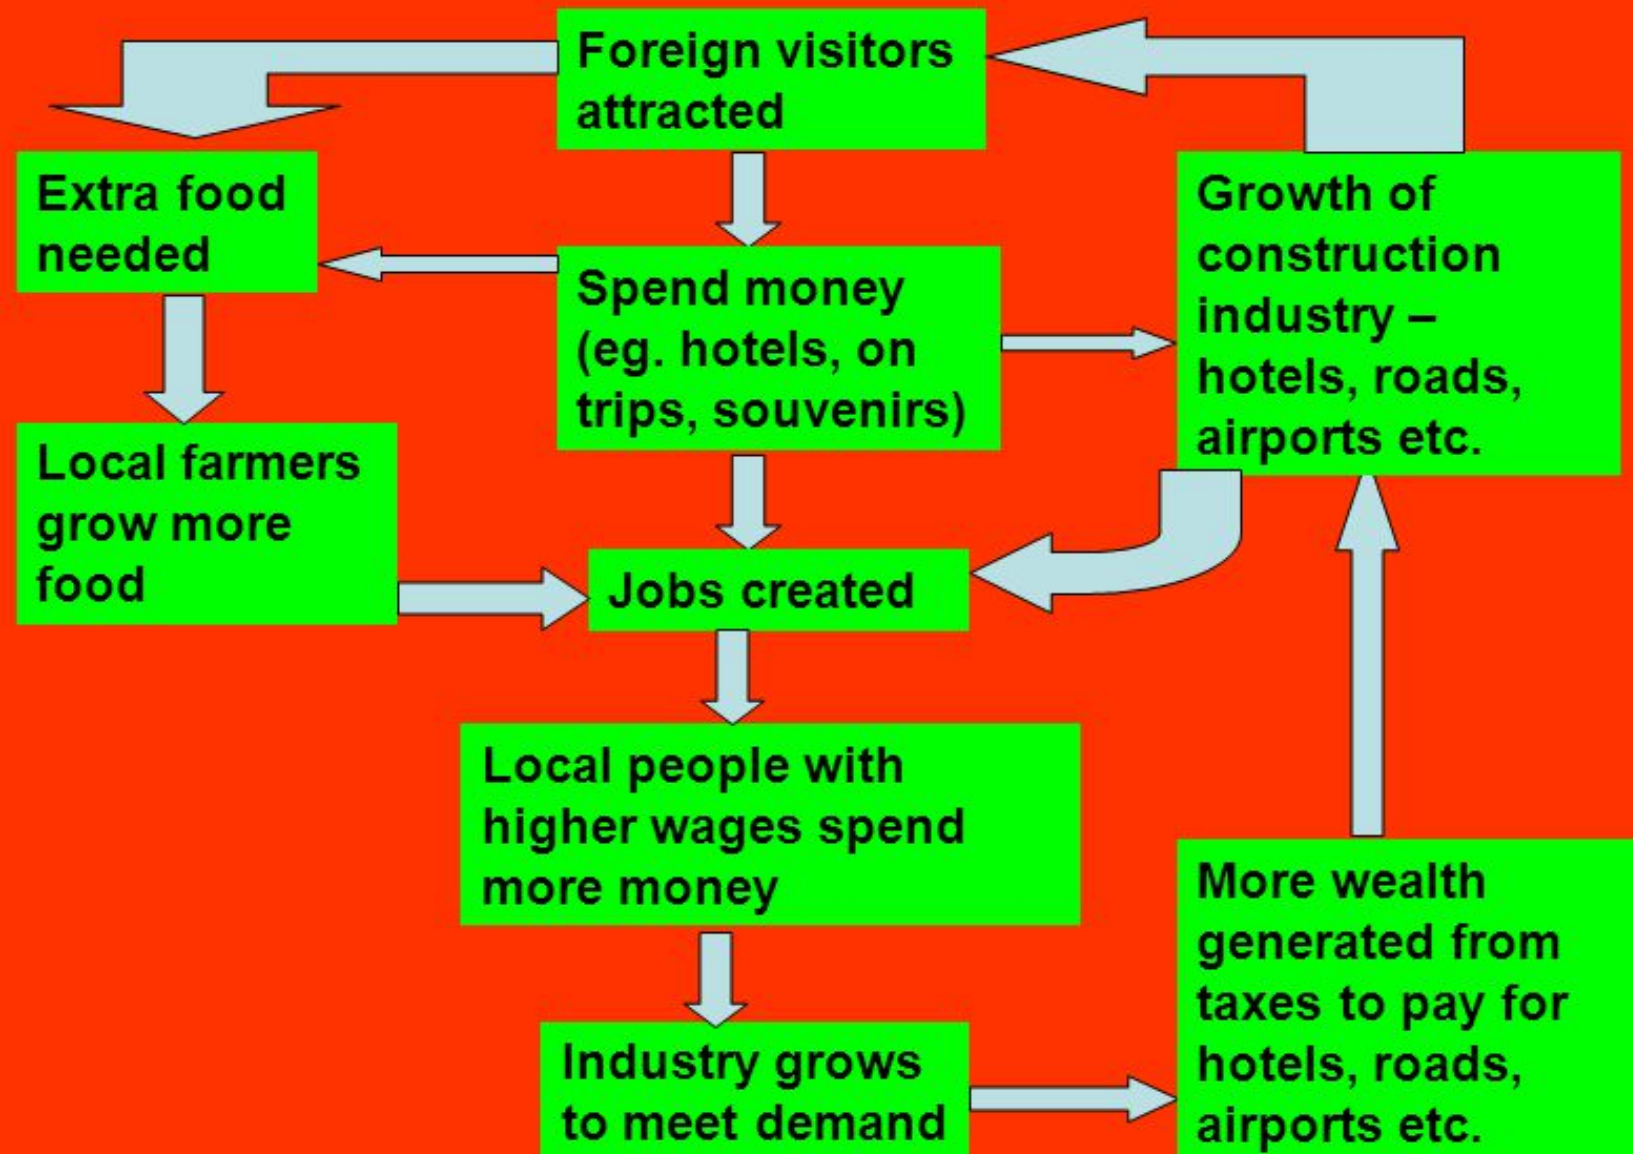 Foreign visitors
attracted
Extra food
needed
Growth of
construction
industry –
hotels, roads,
airports etc.
Spend money
(eg. hotels, on
trips, souvenirs)
Local farmers
grow more
food
Jobs created
Local people with
higher wages spend
more money
More wealth
generated from
taxes to pay for
hotels, roads,
airports etc.
Industry grows
to meet demand